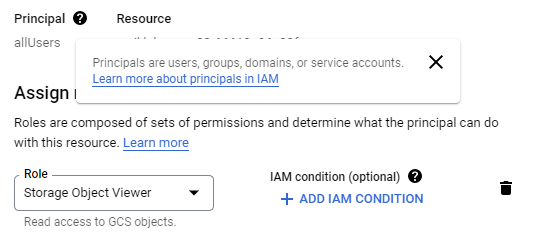 Principal
Resource
allUsers
Principals are users, groups, domains, or service accounts.
Learn more about principals in IAM
Assign
Roles are composed of sets of permissions and determine what the principal can do
with this resource. Learn more
Role
IAM condition (optional)
Storage Object Viewer
+ ADD IAM CONDITION
Read access to GCS objects.